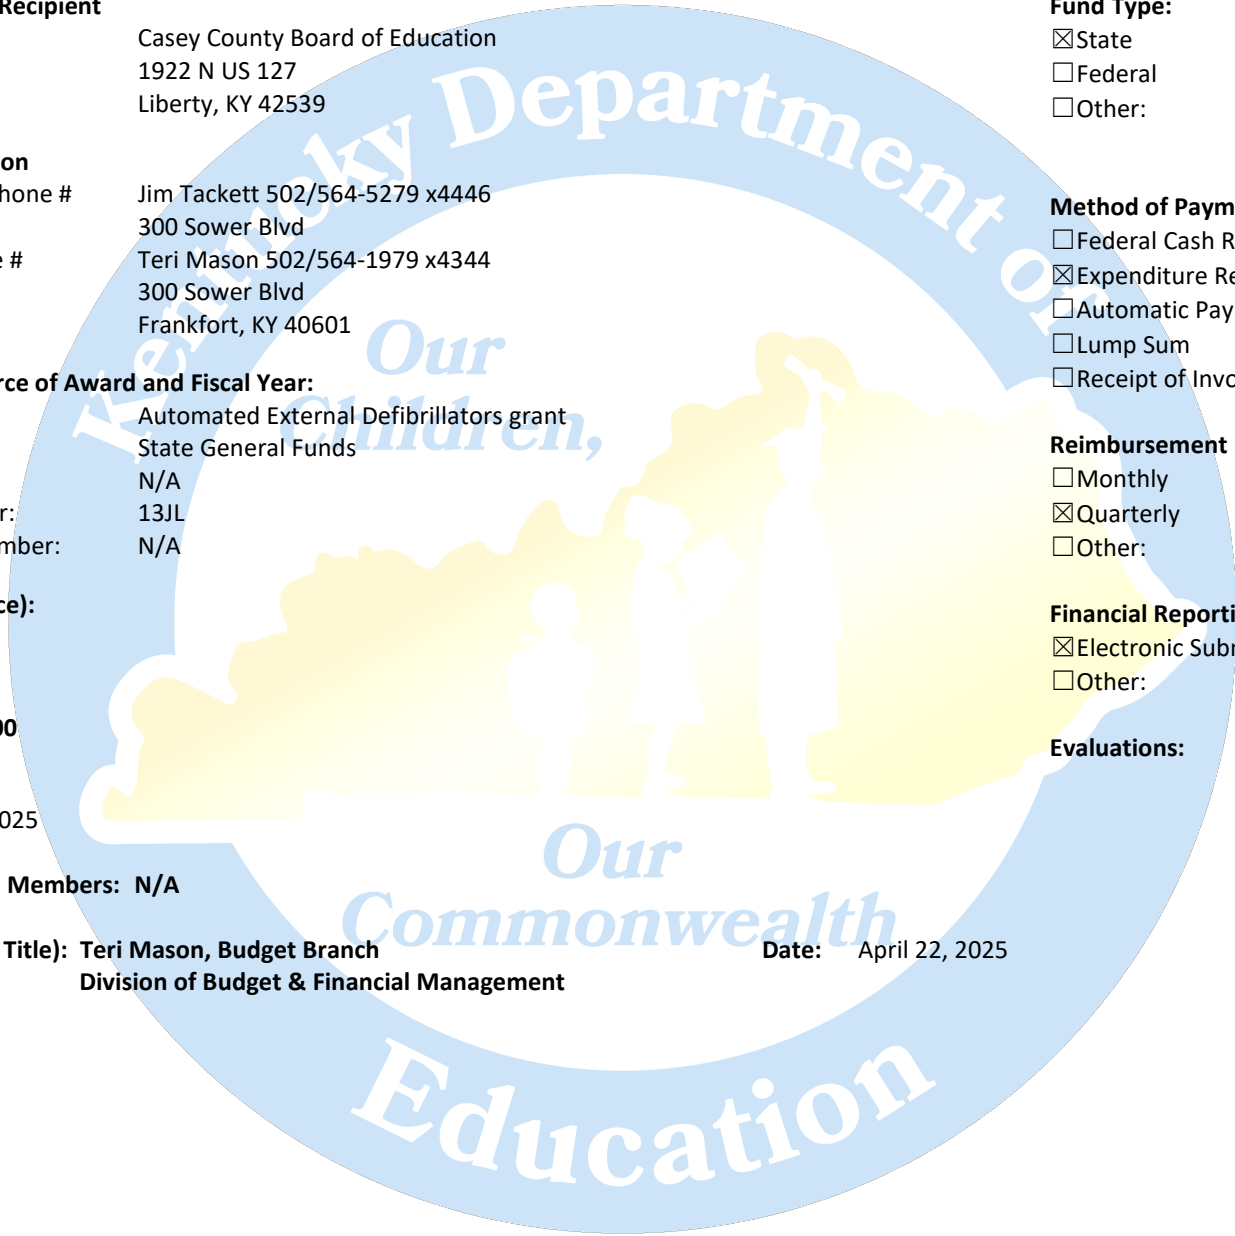 Recipient
Casey County Board of Education
1922 N US 127
Liberty, KY 42539
on
hone # Jim Tackett 502/564-5279 x4446
300 Sower Blvd
e # Teri Mason 502/564-1979 x4344
300 Sower Blvd
Frankfort, KY 40601
rce of Award and Fiscal Year:
Automated External Defibrillators grant
State General Funds
N/A
r: 13JL
mber: N/A
ce):
00
025
Members: N/A
Title): Teri Mason, Budget Branch
Division of Budget & Financial Management
Date: April 22, 2025
Fund Type:
☒State
☐Federal
☐Other:
Method of Paym
☐Federal Cash R
☒Expenditure Re
☐Automatic Pay
☐Lump Sum
☐Receipt of Invo
Reimbursement
☐Monthly
☒Quarterly
☐Other:
Financial Reporti
☒Electronic Subr
☐Other:
Evaluations:
Kentucky Department of
Education
Our
Children,
Our
Commonwealth